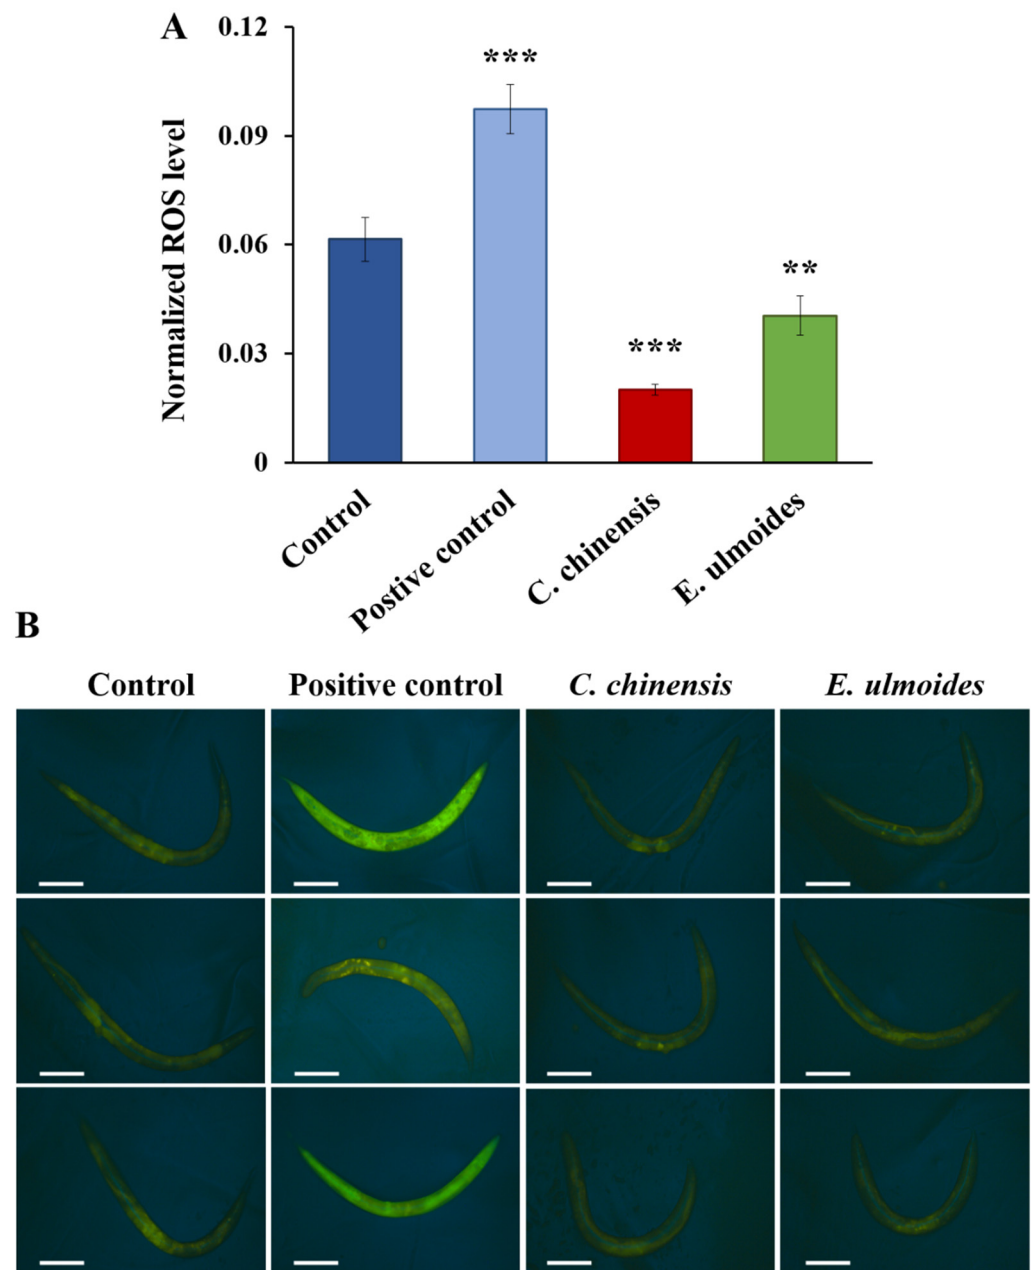 A
0.12
0.09
0.06
0.03
0
Normalized ROS level
***
***
**
Control
Postive control
C. chinensis
E. ulmoides
B
Control Positive control C. chinensis E. ulmoides